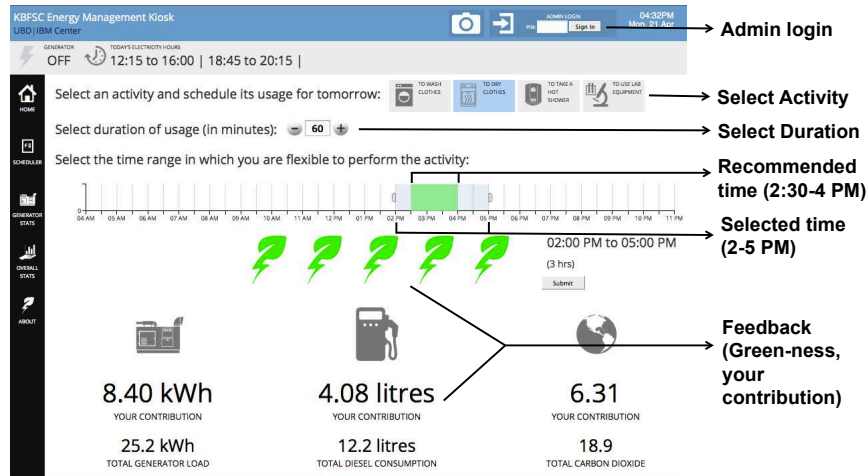 KBFSC Energy Management Kiosk
UBD|IBM Center
ADMIN LOGIN
PIN:
Sign In
04:32PM
Mon, 21 Apr
Admin login
GENERATOR
OFF
TODAY'S ELECTRICITY HOURS
12:15 to 16:00 | 18:45 to 20:15 |
HOME
SCHEDULER
GENERATOR
STATS
OVERALL
STATS
ABOUT
Select an activity and schedule its usage for tomorrow:
TO WASH
CLOTHES
TO DRY
CLOTHES
TO TAKE A
HOT
SHOWER
TO USE LAB
EQUIPMENT
Select Activity
Select duration of usage (in minutes):
60
Select Duration
Select the time range in which you are flexible to perform the activity:
Recommended
time (2:30-4 PM)
1
0
04 AM 05 AM 06 AM 07 AM 08 AM 09 AM 10 AM 11 AM 12 PM 01 PM 02 PM 03 PM 04 PM 05 PM 06 PM 07 PM 08 PM 09 PM 10 PM 11 PM
Selected time
(2-5 PM)
02:00 PM to 05:00 PM
(3 hrs)
Submit
Feedback
(Green-ness,
your
contribution)
8.40 kWh
YOUR CONTRIBUTION
25.2 kWh
TOTAL GENERATOR LOAD
4.08 litres
YOUR CONTRIBUTION
12.2 litres
TOTAL DIESEL CONSUMPTION
6.31
YOUR CONTRIBUTION
18.9
TOTAL CARBON DIOXIDE